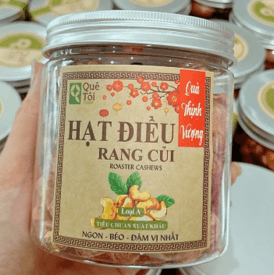 Quê
Tôi
Quà
Thịnh
Vượng
HẠT ĐIỀU
RANG CỦI
ROASTER CASHEWS
Loại A
TIÊU CHUẨN XUẤT KHẨU
NGON - BÉO - ĐẬM VỊ NHẤT